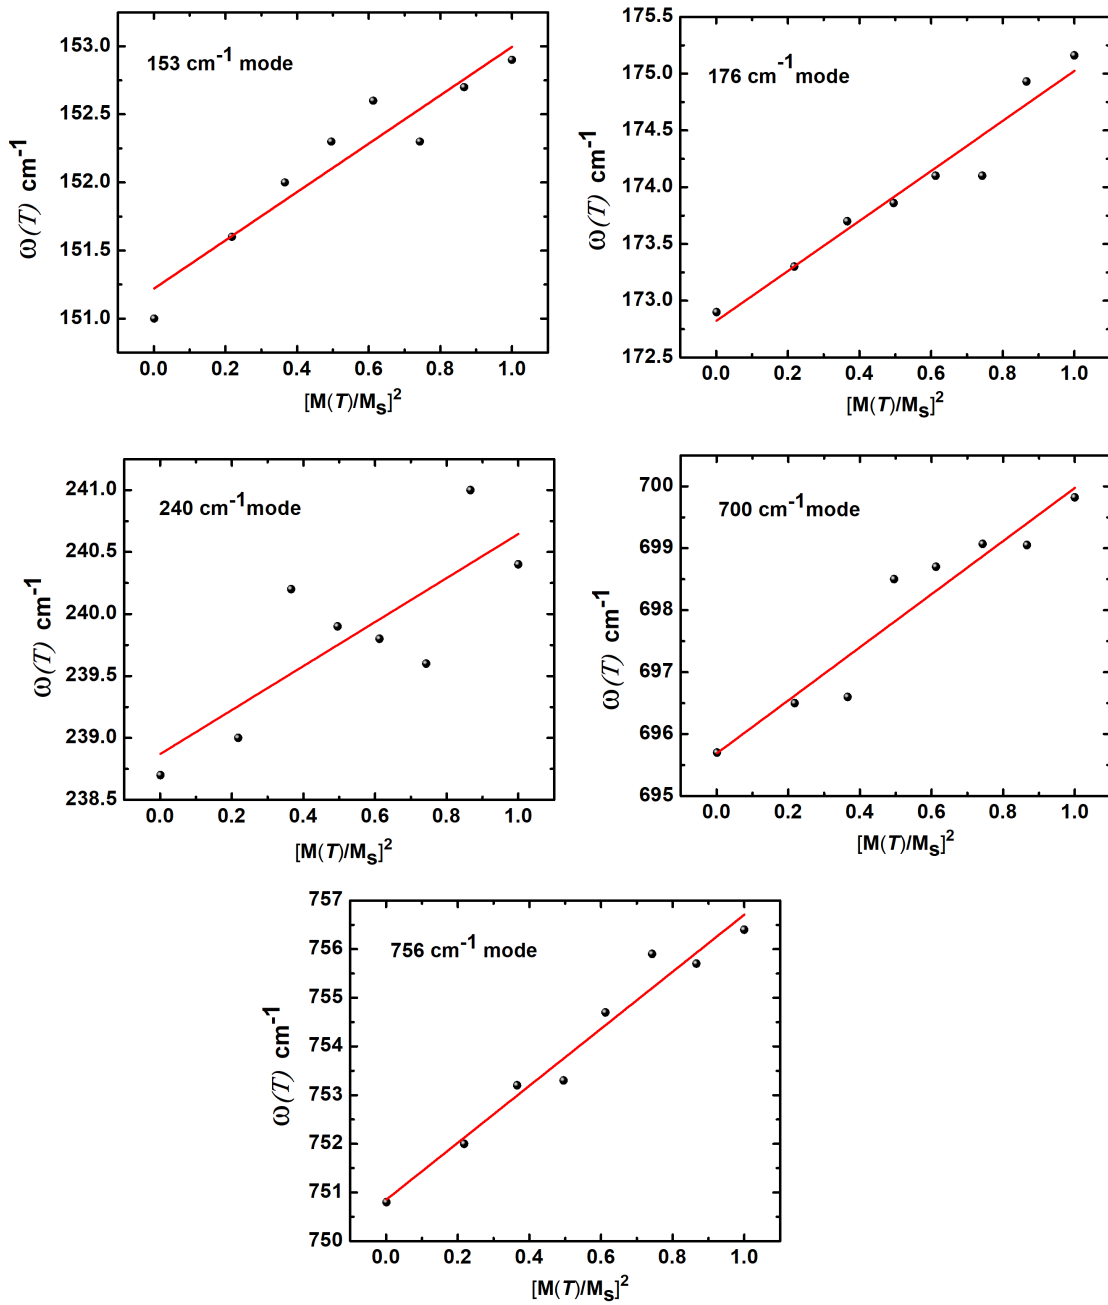 153 cm-1 mode
153.0
152.5
152.0
151.5
151.0
ω(T) cm-1
0.0 0.2 0.4 0.6 0.8 1.0
[M(T)/Ms]2
176 cm-1 mode
175.5
175.0
174.5
174.0
173.5
173.0
172.5
ω(T) cm-1
0.0 0.2 0.4 0.6 0.8 1.0
[M(T)/Ms]2
240 cm-1 mode
241.0
240.5
240.0
239.5
239.0
238.5
ω(T) cm-1
0.0 0.2 0.4 0.6 0.8 1.0
[M(T)/Ms]2
700 cm-1 mode
700
699
698
697
696
695
ω(T) cm-1
0.0 0.2 0.4 0.6 0.8 1.0
[M(T)/Ms]2
756 cm-1 mode
757
756
755
754
753
752
751
750
ω(T) cm-1
0.0 0.2 0.4 0.6 0.8 1.0
[M(T)/Ms]2